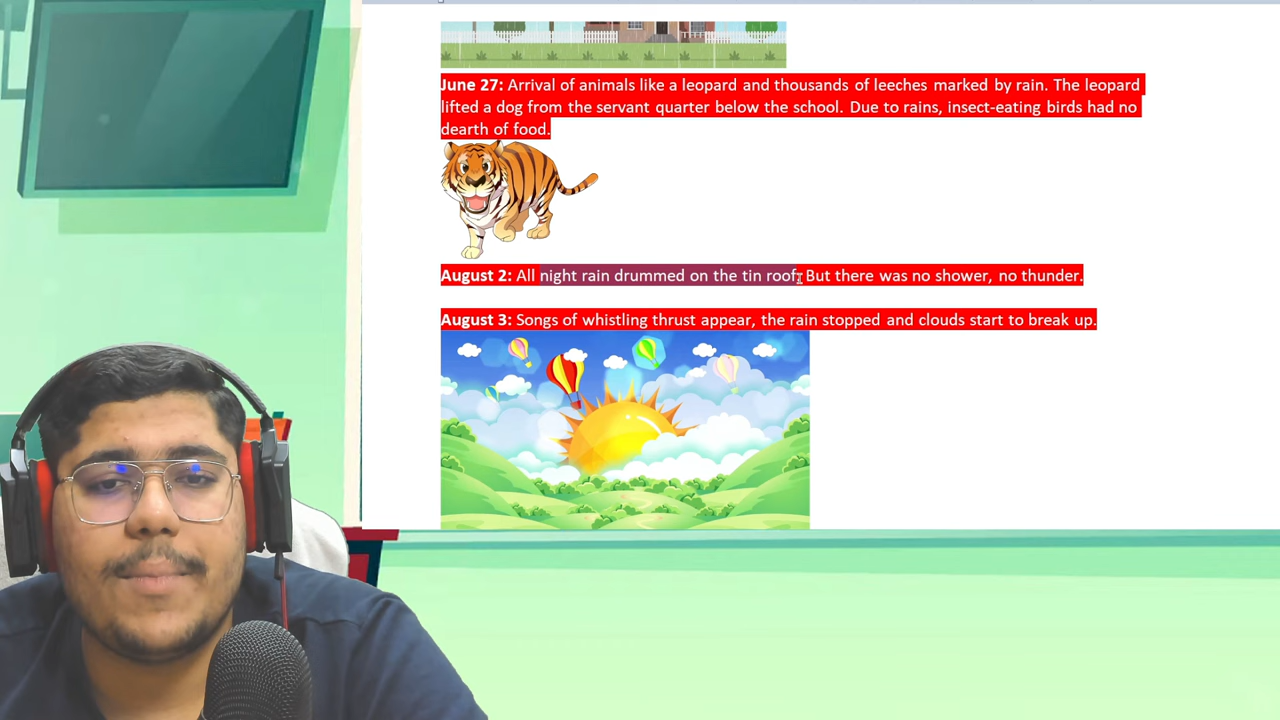 June 27: Arrival of animals like a leopard and thousands of leeches marked by rain. The leopard
lifted a dog from the servant quarter below the school. Due to rains, insect-eating birds had no
dearth of food.
August 2: All night rain drummed on the tin roof. But there was no shower, no thunder.
August 3: Songs of whistling thrust appear, the rain stopped and clouds start to break up.